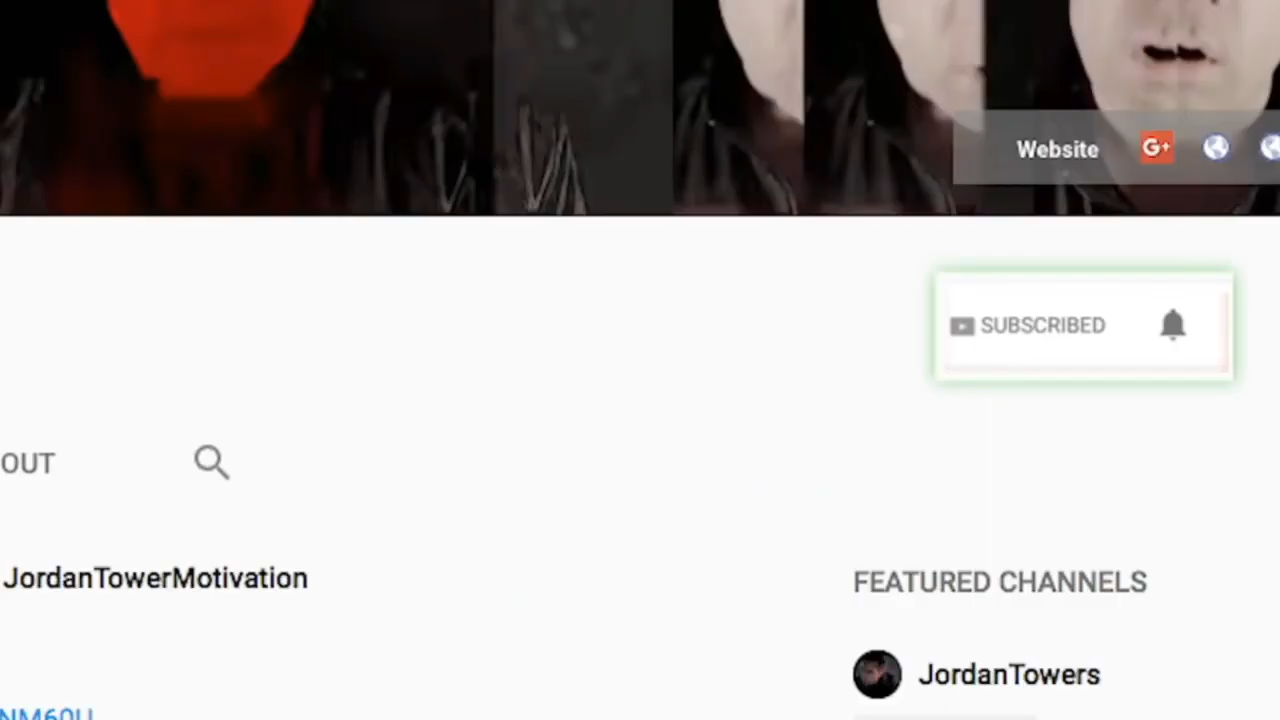 Website G+
SUBSCRIBED
OUT
JordanTowerMotivation
FEATURED CHANNELS
JordanTowers